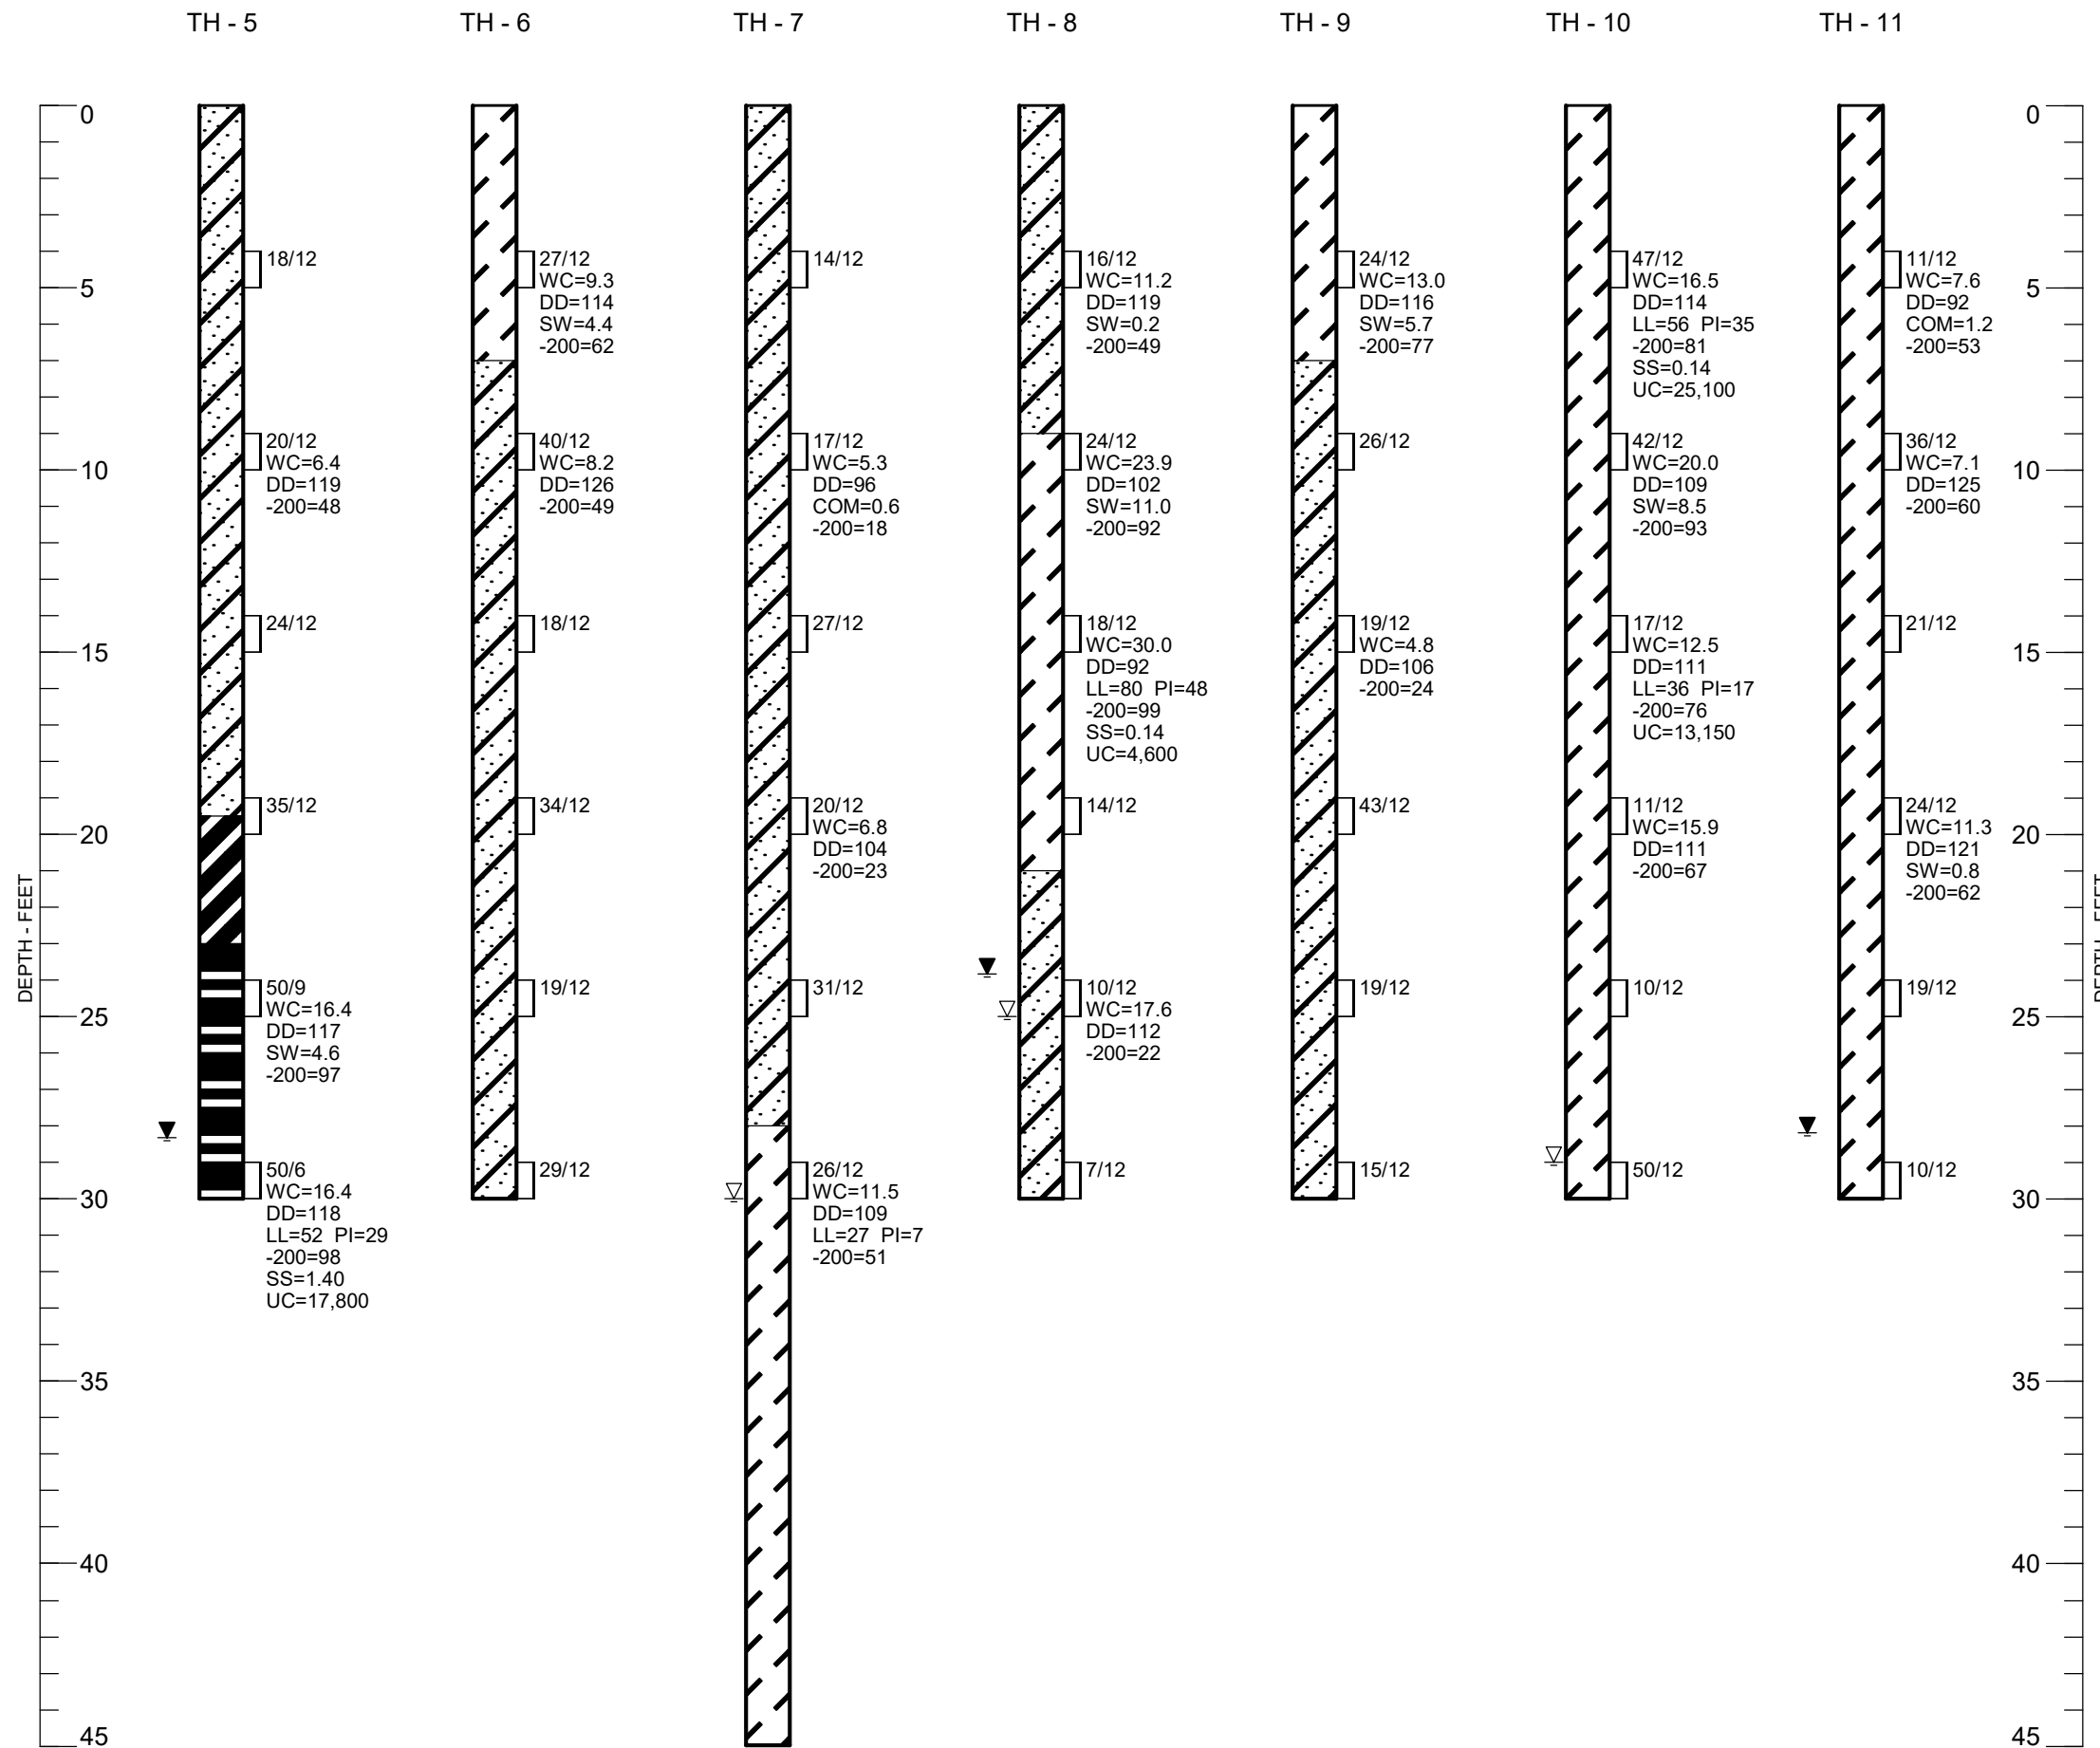 TH - 5
TH - 6
TH - 7
TH - 8
TH - 9
TH - 10
TH - 11
DEPTH - FEET
0
5
10
15
20
25
30
35
40
45
18/12
20/12
WC=6.4
DD=119
-200=48
24/12
35/12
50/9
WC=16.4
DD=117
SW=4.6
-200=97
50/6
WC=16.4
DD=118
LL=52 PI=29
-200=98
SS=1.40
UC=17,800
27/12
WC=9.3
DD=114
SW=4.4
-200=62
40/12
WC=8.2
DD=126
-200=49
18/12
34/12
19/12
29/12
14/12
17/12
WC=5.3
DD=96
COM=0.6
-200=18
27/12
20/12
WC=6.8
DD=104
-200=23
31/12
26/12
WC=11.5
DD=109
LL=27 PI=7
-200=51
16/12
WC=11.2
DD=119
SW=0.2
-200=49
24/12
WC=23.9
DD=102
SW=11.0
-200=92
18/12
WC=30.0
DD=92
LL=80 PI=48
-200=99
SS=0.14
UC=4,600
14/12
10/12
WC=17.6
DD=112
-200=22
7/12
24/12
WC=13.0
DD=116
SW=5.7
-200=77
26/12
19/12
WC=4.8
DD=106
-200=24
43/12
19/12
15/12
47/12
WC=16.5
DD=114
LL=56 PI=35
-200=81
SS=0.14
UC=25,100
42/12
WC=20.0
DD=109
SW=8.5
-200=93
17/12
WC=12.5
DD=111
LL=36 PI=17
-200=76
UC=13,150
11/12
WC=15.9
DD=111
-200=67
10/12
50/12
11/12
WC=7.6
DD=92
COM=1.2
-200=53
36/12
WC=7.1
DD=125
-200=60
21/12
24/12
WC=11.3
DD=121
SW=0.8
-200=62
19/12
10/12
0
5
10
15
20
25
30
35
40
45